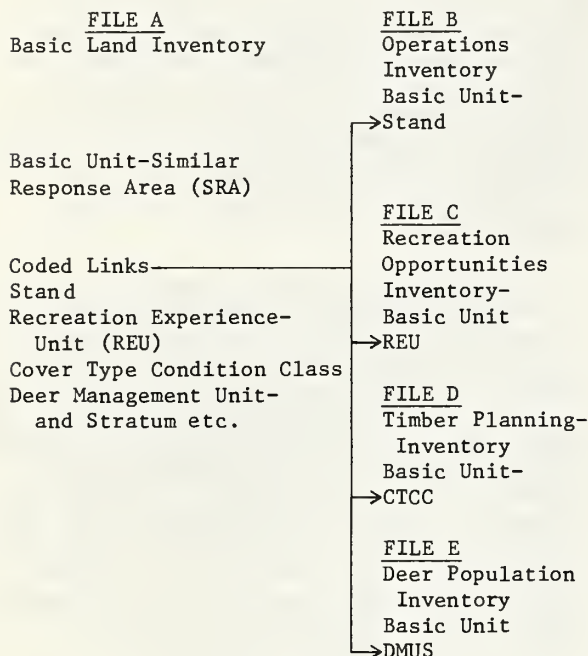 FILE A
Basic Land Inventory
Basic Unit-Similar
Response Area (SRA)
Coded Links
Stand
Recreation Experience-
Unit (REU)
Cover Type Condition Class
Deer Management Unit-
and Stratum etc.
FILE B
Operations
Inventory
Basic Unit-
Stand
FILE C
Recreation
Opportunities
Inventory-
Basic Unit
REU
FILE D
Timber Planning-
Inventory
Basic Unit-
CTCC
FILE E
Deer Population
Inventory
Basic Unit
DMUS